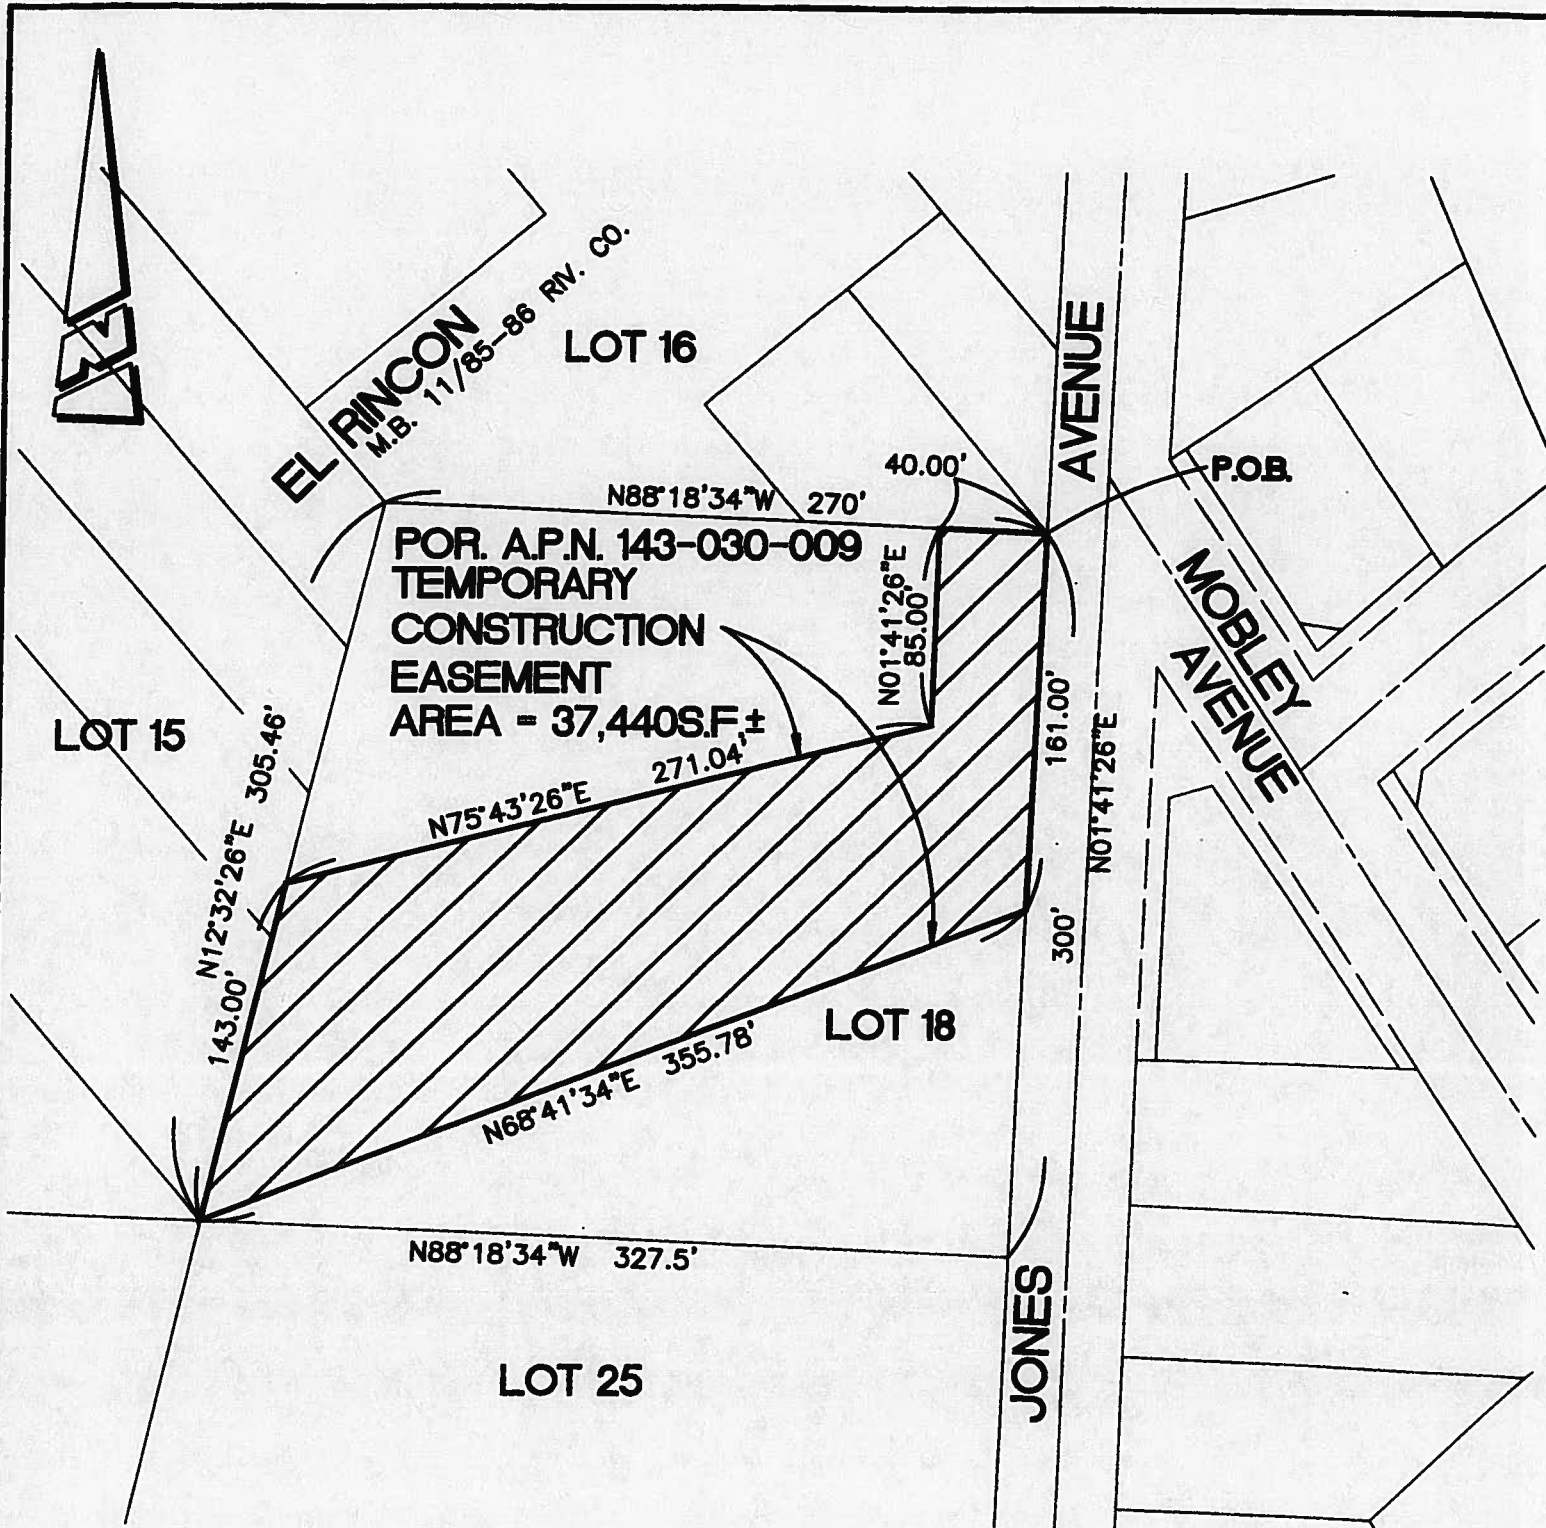 EL RINCON
M.B. 11/85-86 RIV. CO.
LOT 16
AVENUE
40.00'
P.O.B.
N88°18'34"W 270'
POR. A.P.N. 143-030-009
TEMPORARY
CONSTRUCTION
EASEMENT
AREA = 37,440S.F.±
N01°41'26"E
85.00'
MOBLEY
AVENUE
LOT 15
N12°32'26"E 305.46'
143.00'
N75°43'26"E 271.04'
161.00'
N01°41'26"E
300'
LOT 18
N68°41'34"E 355.78'
N88°18'34"W 327.5'
JONES
LOT 25